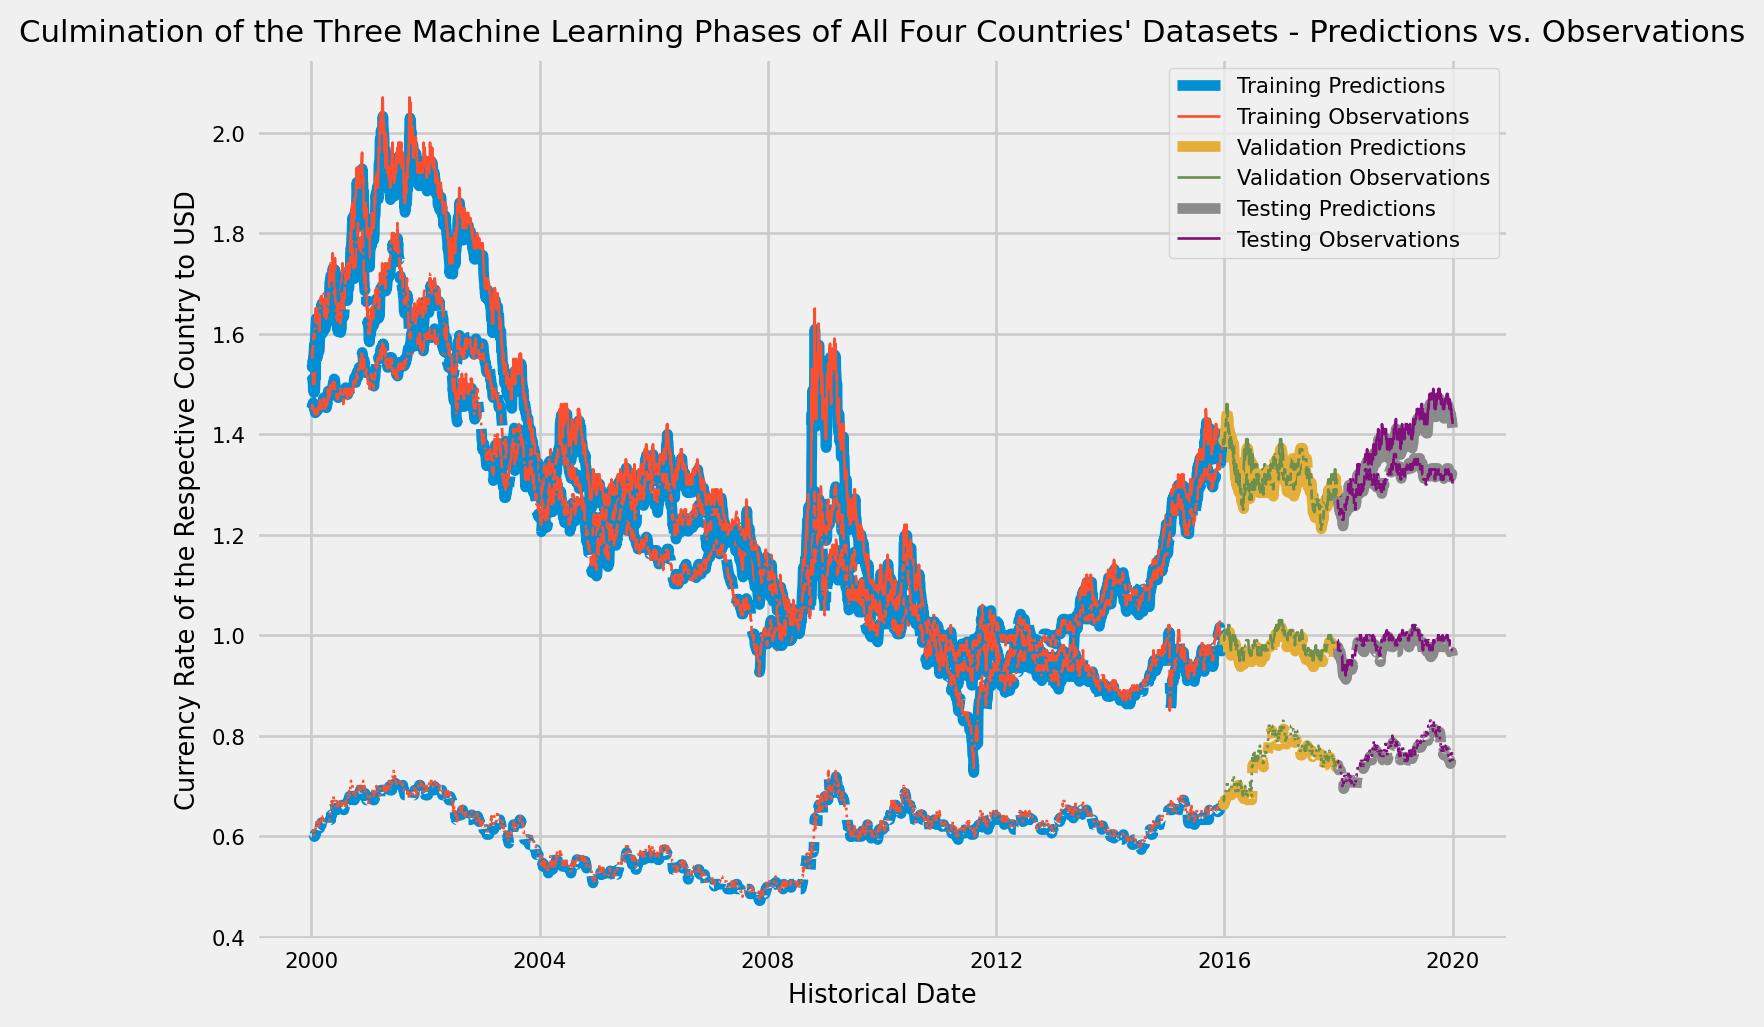 Culmination of the Three Machine Learning Phases of All Four Countries' Datasets - Predictions vs. Observations
Training Predictions
Training Observations
Validation Predictions
Validation Observations
Testing Predictions
Testing Observations
Currency Rate of the Respective Country to USD
2.0
1.8
1.6
1.4
1.2
1.0
0.8
0.6
0.4
2000 2004 2008 2012 2016 2020
Historical Date